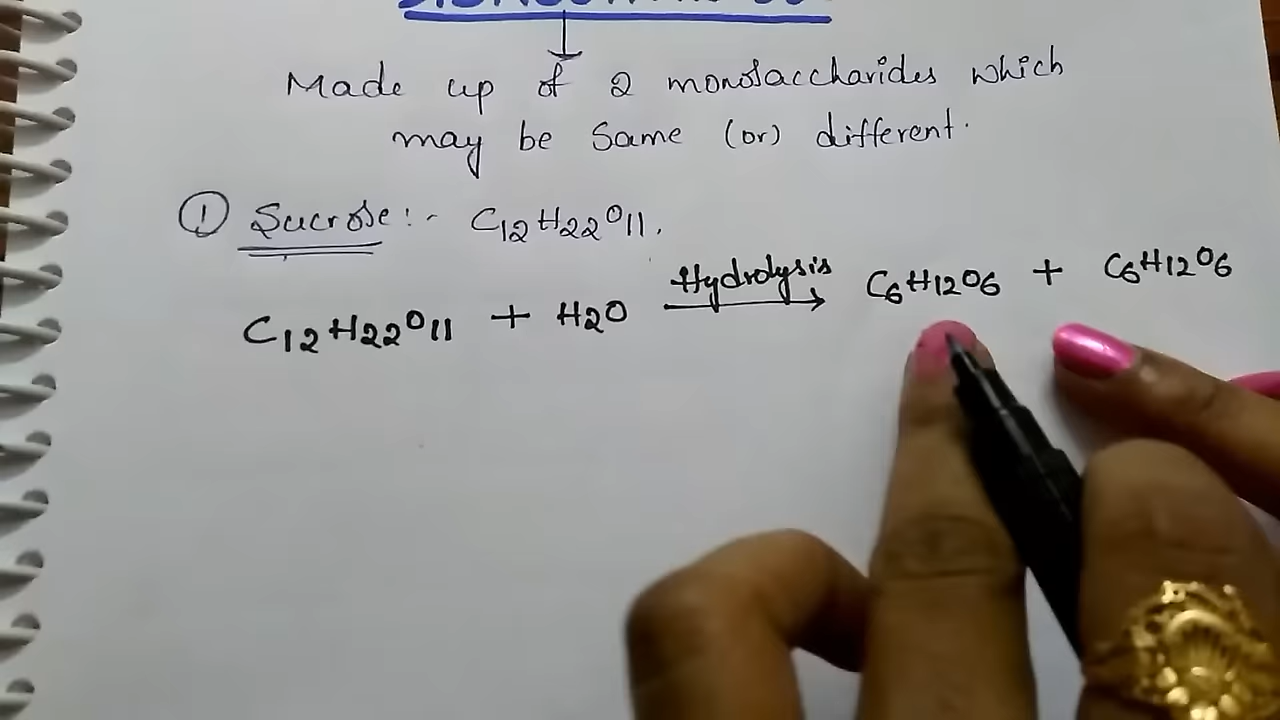 Made up of 2 monosaccharides which
may be same (or) different.
① Sucrose:- C12H22O11.
C12H22O11 + H2O Hydrolysis → C6H12O6 + C6H12O6